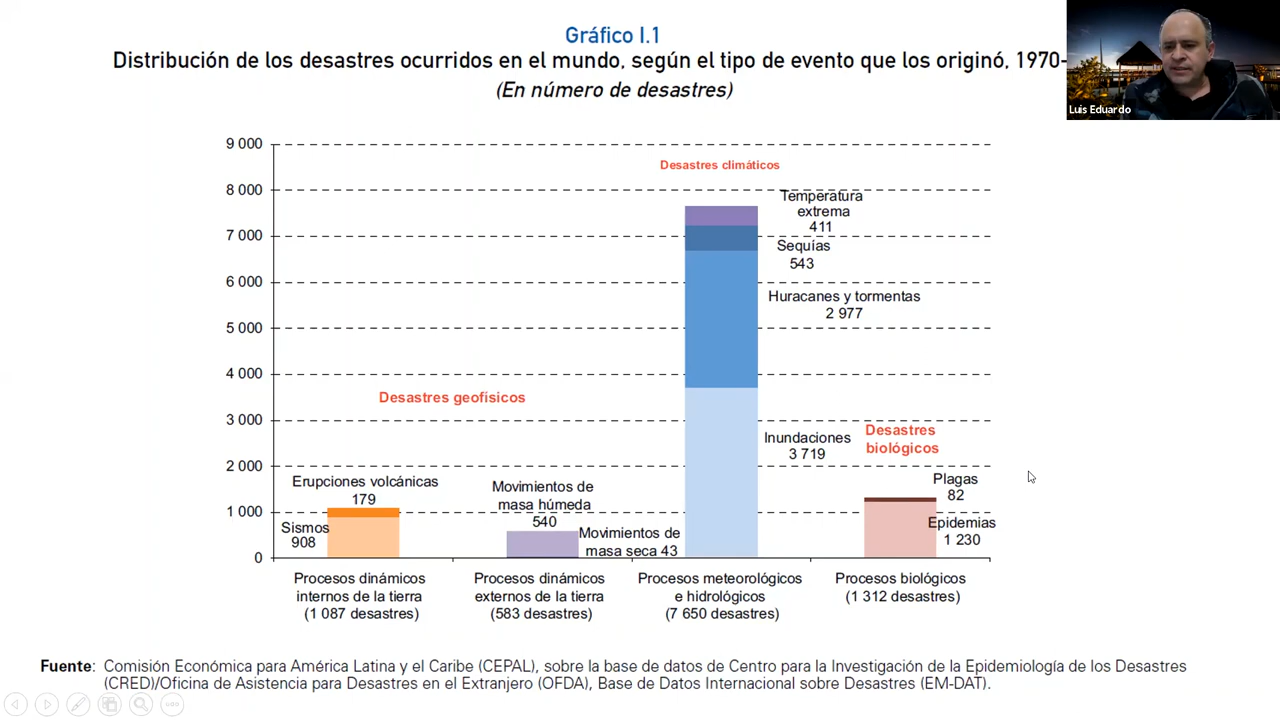 Gráfico I.1
Distribución de los desastres ocurridos en el mundo, según el tipo de evento que los originó, 1970-
(En número de desastres)
Luis Eduardo
9 000
8 000
7 000
6 000
5 000
4 000
3 000
2 000
1 000
0
Desastres climáticos
Temperatura
extrema
411
Sequías
543
Huracanes y tormentas
2 977
Desastres geofísicos
Inundaciones
3 719
Desastres
biológicos
Erupciones volcánicas
179
Sismos
908
Movimientos de
masa húmeda
540
Movimientos de
masa seca 43
Plagas
82
Epidemias
1 230
Procesos dinámicos
internos de la tierra
(1 087 desastres)
Procesos dinámicos
externos de la tierra
(583 desastres)
Procesos meteorológicos
e hidrológicos
(7 650 desastres)
Procesos biológicos
(1 312 desastres)
Fuente: Comisión Económica para América Latina y el Caribe (CEPAL), sobre la base de datos de Centro para la Investigación de la Epidemiología de los Desastres
(CRED)/Oficina de Asistencia para Desastres en el Extranjero (OFDA), Base de Datos Internacional sobre Desastres (EM-DAT).